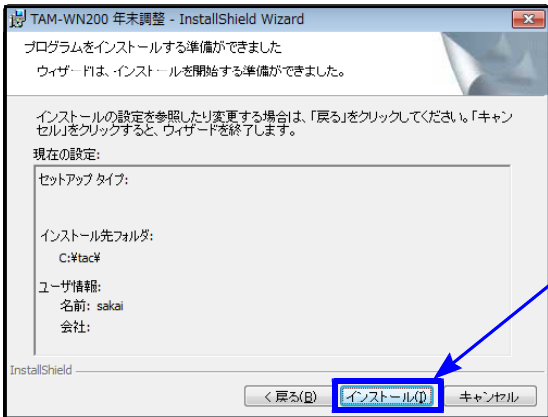 TAM-WN200 年末調整 - InstallShield Wizard
プログラムをインストールする準備ができました
ウィザードは、インストールを開始する準備ができました。
インストールの設定を参照したり変更する場合は、「戻る」をクリックしてください。「キャン
セル」をクリックすると、ウィザードを終了します。
現在の設定:
セットアップ タイプ:
インストール先フォルダ:
C:¥tac¥
ユーザ情報:
名前: sakai
会社:
InstallShield
< 戻る(B)
インストール(I)
キャンセル